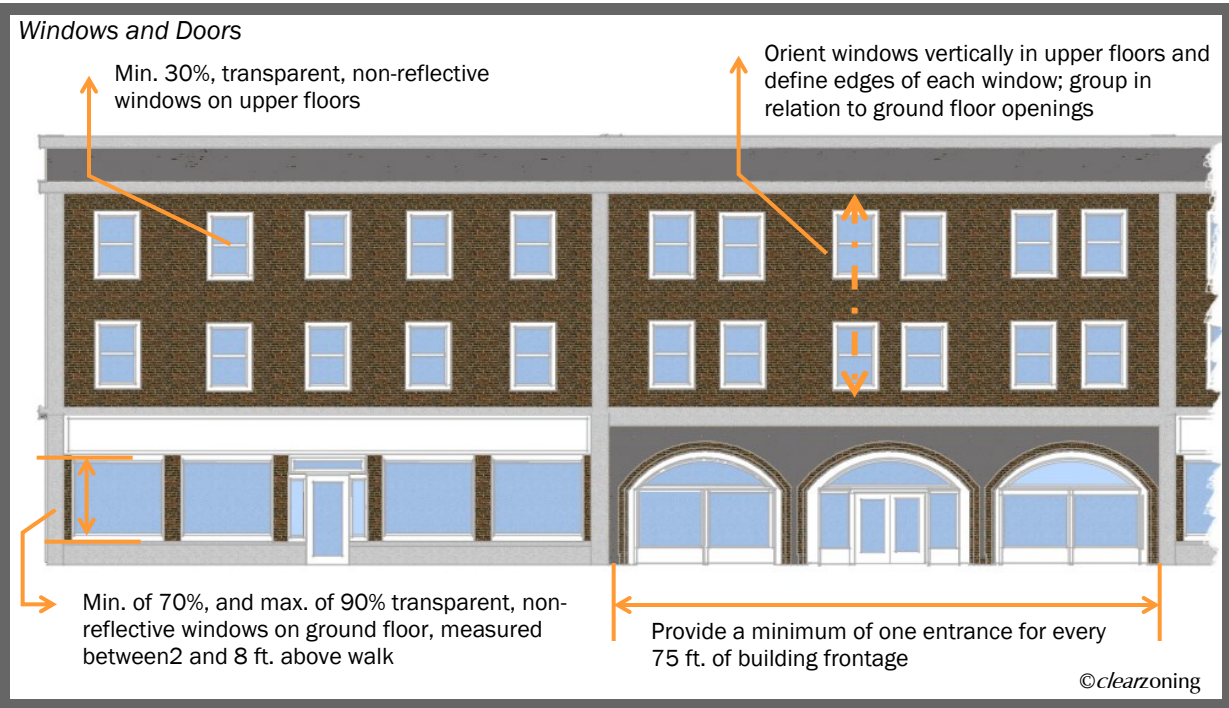 Windows and Doors
Min. 30%, transparent, non-reflective
windows on upper floors
Orient windows vertically in upper floors and
define edges of each window; group in
relation to ground floor openings
Min. of 70%, and max. of 90% transparent, non-
reflective windows on ground floor, measured
between2 and 8 ft. above walk
Provide a minimum of one entrance for every
75 ft. of building frontage
©clearzoning